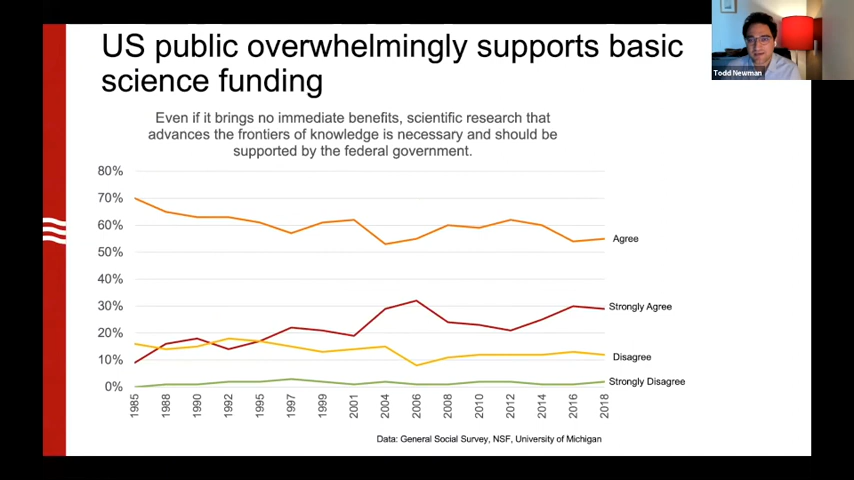 US public overwhelmingly supports basic
science funding
Todd Newman
Even if it brings no immediate benefits, scientific research that
advances the frontiers of knowledge is necessary and should be
supported by the federal government.
80%
70%
60%
50%
40%
30%
20%
10%
0%
Agree
Strongly Agree
Disagree
Strongly Disagree
1985
1988
1990
1992
1995
1997
1999
2001
2004
2006
2008
2010
2012
2014
2016
2018
Data: General Social Survey, NSF, University of Michigan